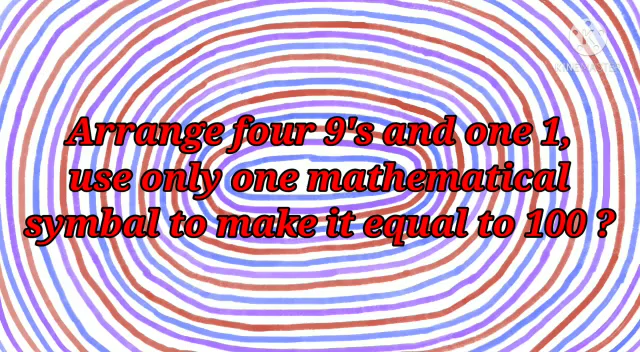 Arrange four 9's and one 1,
use only one mathematical
symbal to make it equal to 100 ?